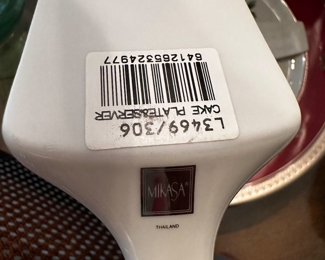 L3469/306
CAKE PLATE&SERVER
641265324977
MIKASA
THAILAND